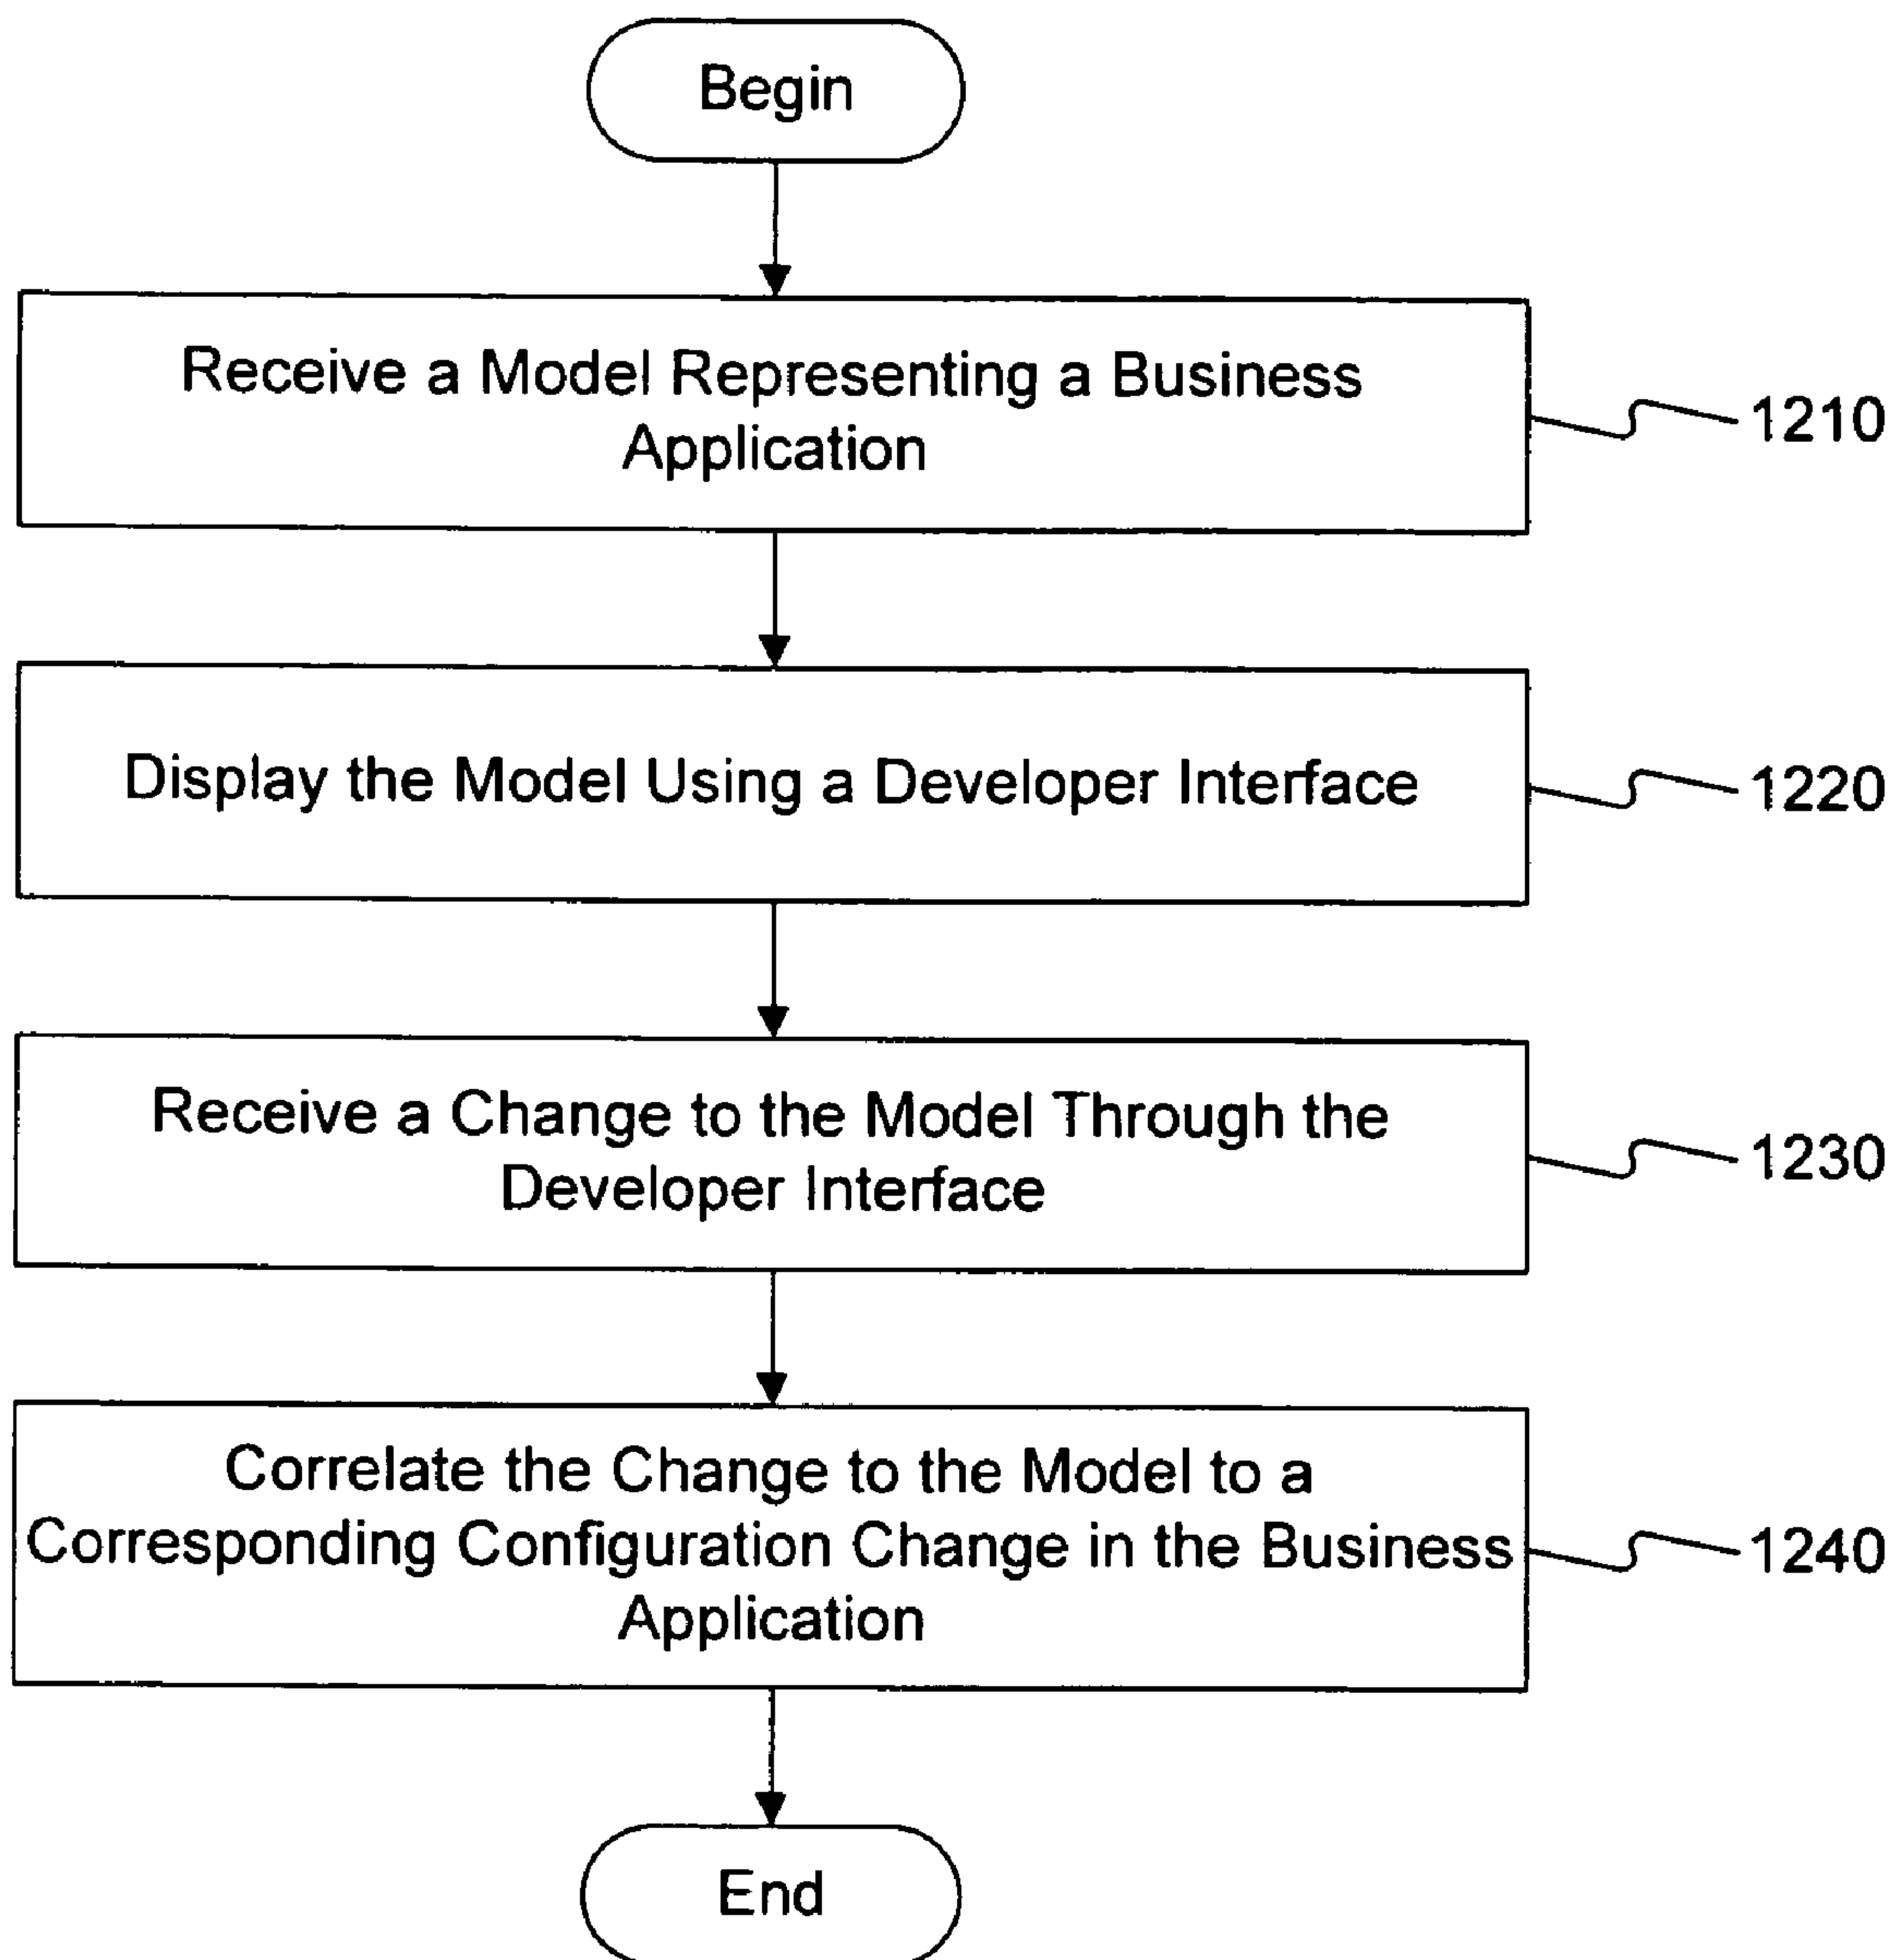 Begin
Receive a Model Representing a Business
Application
1210
Display the Model Using a Developer Interface
1220
Receive a Change to the Model Through the
Developer Interface
1230
Correlate the Change to the Model to a
Corresponding Configuration Change in the Business
Application
1240
End